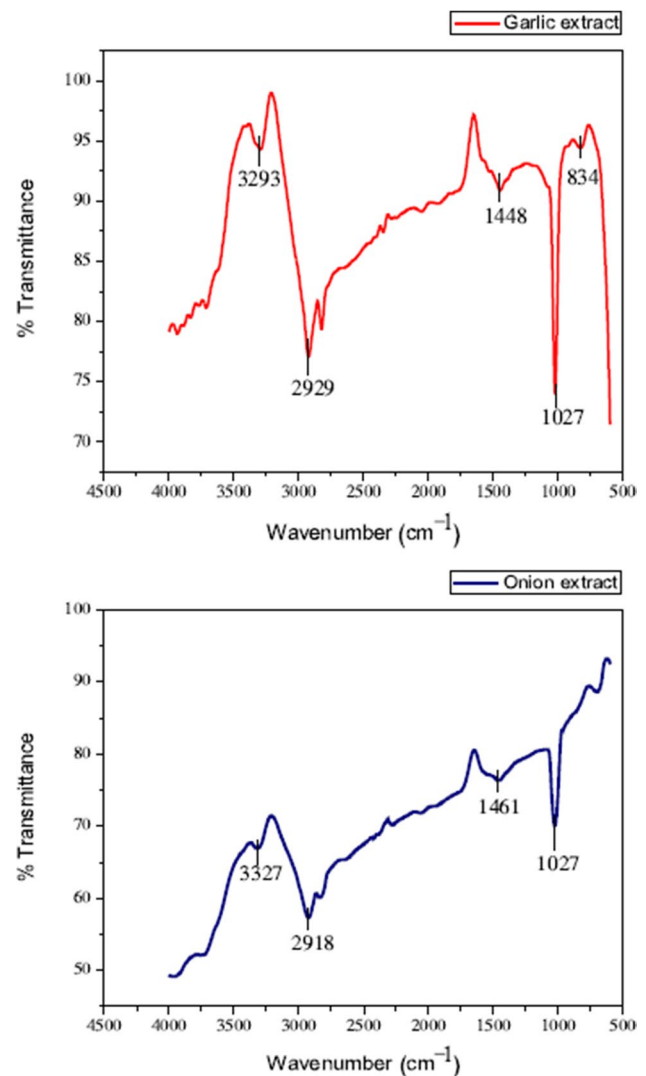 Garlic extract
100
95
90
85
80
75
70
% Transmittance
3293
2929
1448
1027
834
4500 4000 3500 3000 2500 2000 1500 1000 500
Wavenumber (cm⁻¹)
Onion extract
100
90
80
70
60
50
% Transmittance
3327
2918
1461
1027
4500 4000 3500 3000 2500 2000 1500 1000 500
Wavenumber (cm⁻¹)